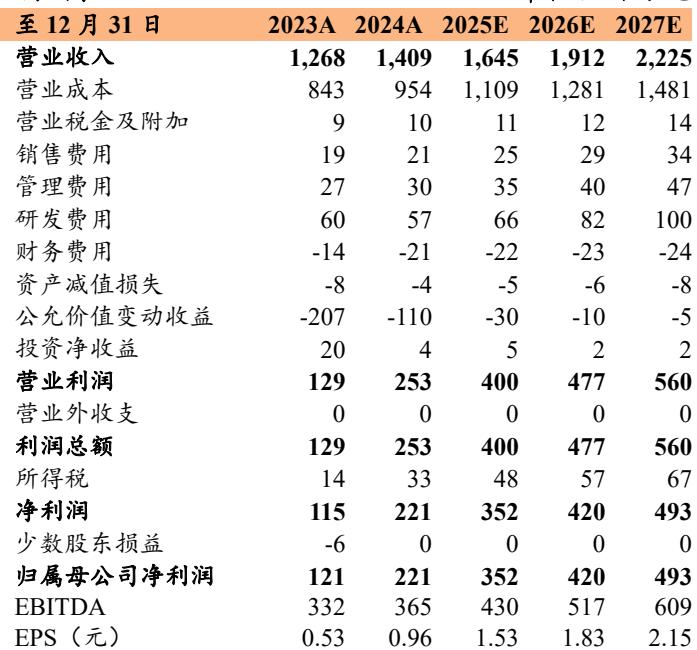 至 12 月 31 日 2023A 2024A 2025E 2026E 2027E
营业收入 1,268 1,409 1,645 1,912 2,225
营业成本 843 954 1,109 1,281 1,481
营业税金及附加 9 10 11 12 14
销售费用 19 21 25 29 34
管理费用 27 30 35 40 47
研发费用 60 57 66 82 100
财务费用 -14 -21 -22 -23 -24
资产减值损失 -8 -4 -5 -6 -8
公允价值变动收益 -207 -110 -30 -10 -5
投资净收益 20 4 5 2 2
营业利润 129 253 400 477 560
营业外收支 0 0 0 0 0
利润总额 129 253 400 477 560
所得税 14 33 48 57 67
净利润 115 221 352 420 493
少数股东损益 -6 0 0 0 0
归属母公司净利润 121 221 352 420 493
EBITDA 332 365 430 517 609
EPS（元） 0.53 0.96 1.53 1.83 2.15